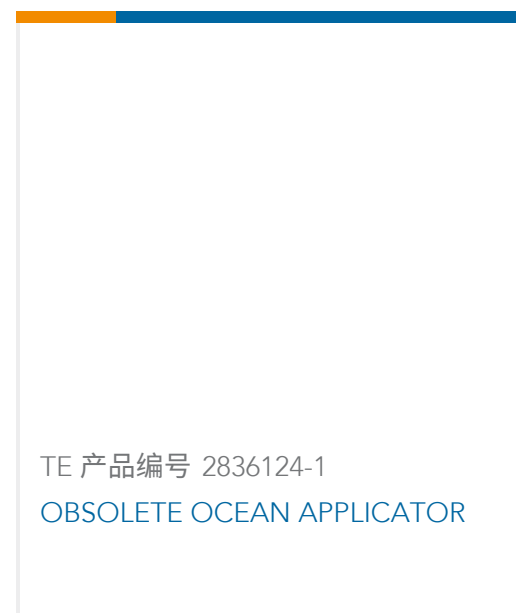 TE 产品编号 2836124-1
OBSOLETE OCEAN APPLICATOR